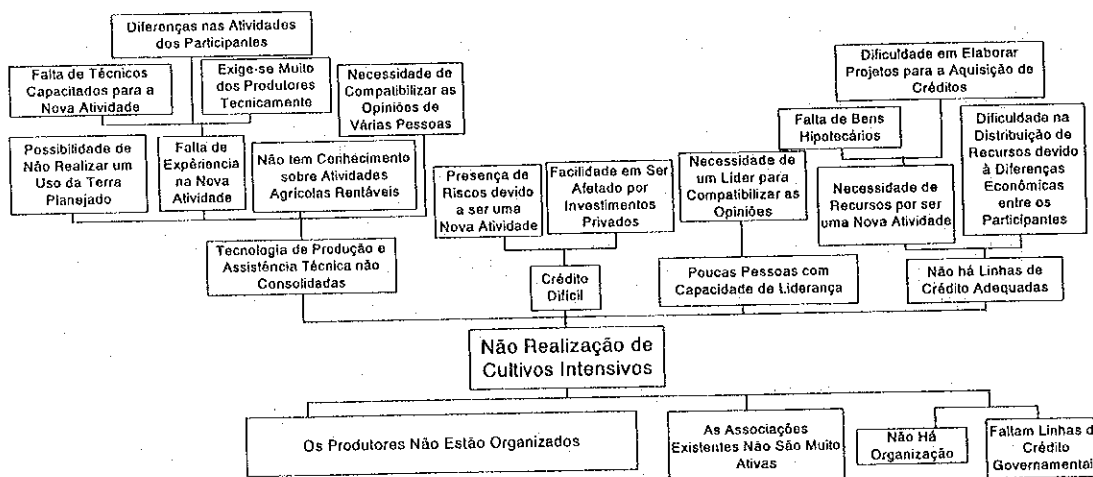 Diferenças nas Atividades
dos Participantes
Falta de Técnicos
Capacitados para a
Nova Atividade
Exige-se Muito
dos Produtores
Tecnicamente
Necessidade de
Compatibilizar as
Opiniões de
Várias Pessoas
Possibilidade de
Não Realizar um
Uso da Terra
Planejado
Falta de
Expêriencia
na Nova
Atividade
Não tem Conhecimento
sobre Atividades
Agrícolas Rentáveis
Tecnologia de Produção e
Assistência Técnica não
Consolidadas
Presença de
Riscos devido
a ser uma
Nova Atividade
Facilidade em Ser
Afetado por
Investimentos
Privados
Crédito
Difícil
Necessidade de
um Líder para
Compatibilizar as
Opiniões
Poucas Pessoas com
Capacidade de Liderança
Dificuldade em Elaborar
Projetos para a Aquisição de
Créditos
Falta de Bens
Hipotecários
Dificuldade na
Distribuição de
Recursos devido
à Diferenças
Econômicas
entre os
Participantes
Necessidade de
Recursos por ser
uma Nova Atividade
Não há Linhas de
Crédito Adequadas
Não Realização de
Cultivos Intensivos
Os Produtores Não Estão Organizados
As Associações
Existentes Não São Muito
Ativas
Não Há
Organização
Faltam Linhas de
Crédito
Governamental